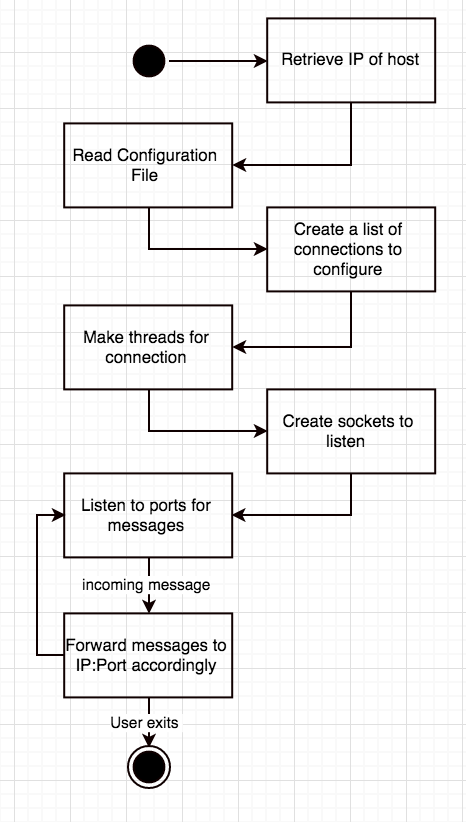 Retrieve IP of host
Read Configuration
File
Create a list of
connections to
configure
Make threads for
connection
Create sockets to
listen
Listen to ports for
messages
incoming message
Forward messages to
IP:Port accordingly
User exits